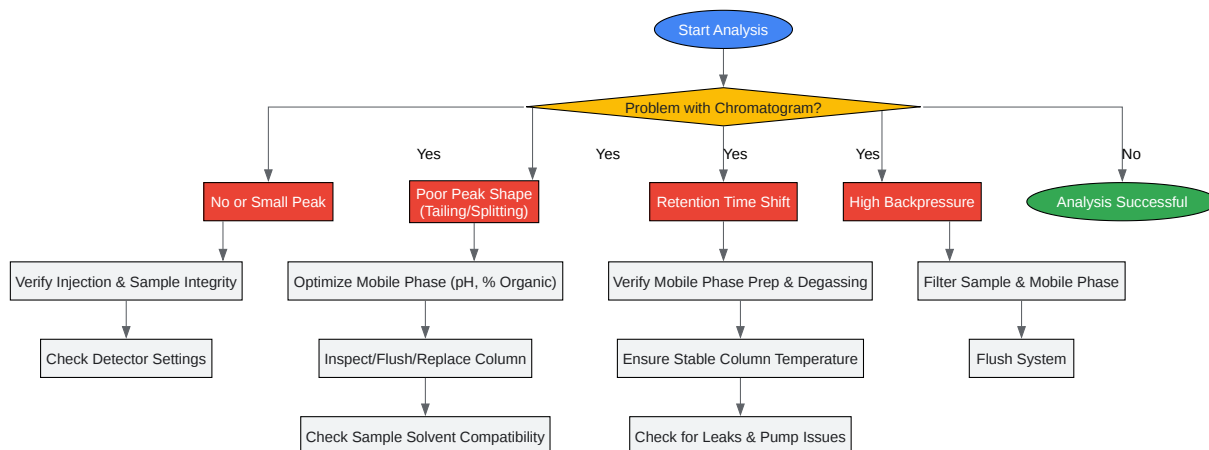 Start Analysis
Problem with Chromatogram?
Yes
Yes
Yes
Yes
No
No or Small Peak
Poor Peak Shape
(Tailing/Splitting)
Retention Time Shift
High Backpressure
Analysis Successful
Verify Injection & Sample Integrity
Optimize Mobile Phase (pH, % Organic)
Verify Mobile Phase Prep & Degassing
Filter Sample & Mobile Phase
Check Detector Settings
Inspect/Flush/Replace Column
Ensure Stable Column Temperature
Flush System
Check Sample Solvent Compatibility
Check for Leaks & Pump Issues